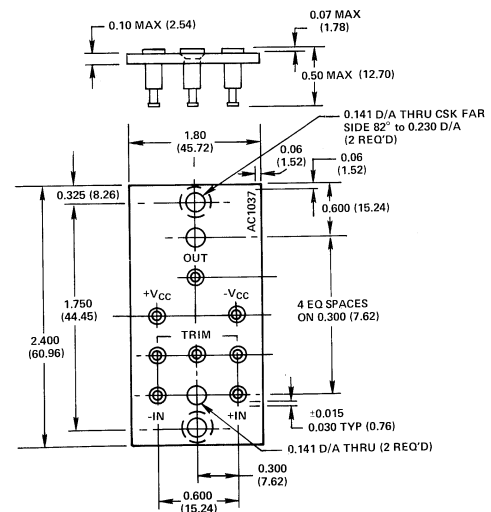 0.10 MAX (2.54)
0.07 MAX
(1.78)
0.50 MAX (12.70)
0.141 D/A THRU CSK FAR
SIDE 82° to 0.230 D/A
(2 REQ'D)
1.80
(45.72)
0.06
(1.52)
0.06
(1.52)
0.325 (8.26)
0.600 (15.24)
AC1037
OUT
+VCC
-VCC
1.750
(44.45)
4 EQ SPACES
ON 0.300 (7.62)
TRIM
2.400
(60.96)
-IN
+IN
±0.015
0.030 TYP (0.76)
0.141 D/A THRU (2 REQ'D)
0.300
(7.62)
0.600
(15.24)